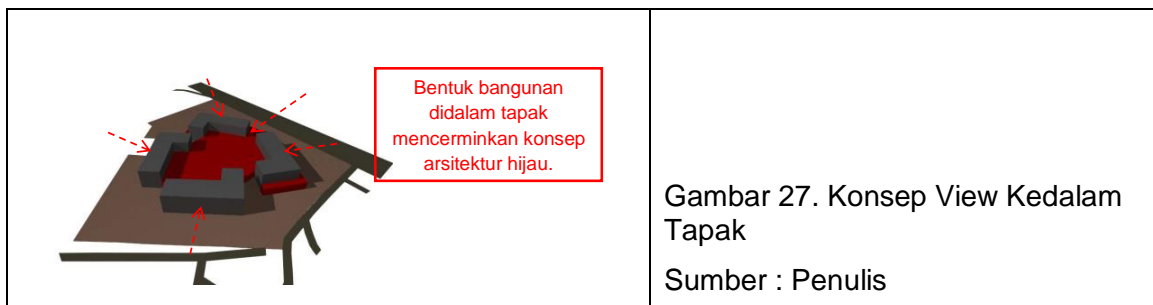 Bentuk bangunan
didalam tapak
mencerminkan konsep
arsitektur hijau.
Gambar 27. Konsep View Kedalam
Tapak
Sumber : Penulis